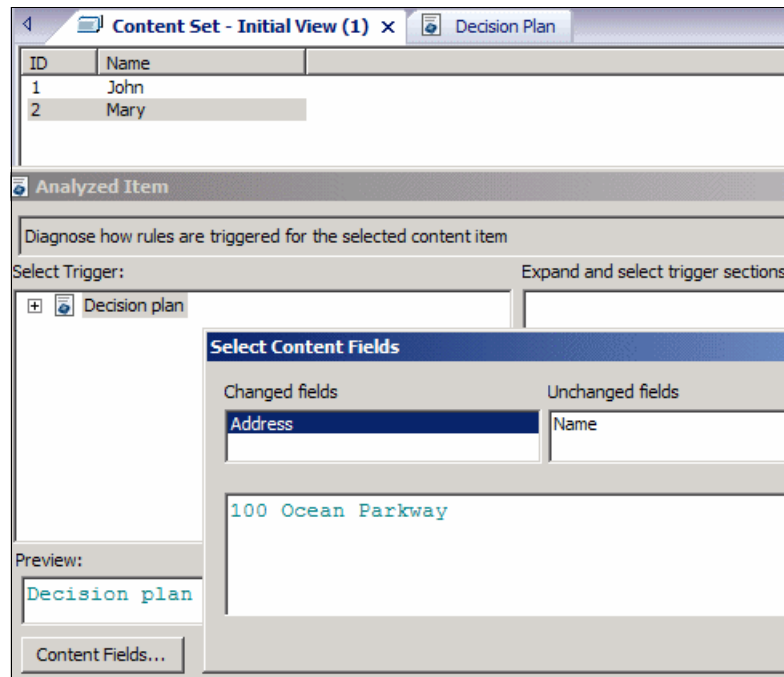 Content Set - Initial View (1) Decision Plan
ID Name
1 John
2 Mary
Analyzed Item
Diagnose how rules are triggered for the selected content item
Select Trigger: Expand and select trigger sections
Decision plan
Select Content Fields
Changed fields Unchanged fields
Address Name
100 Ocean Parkway
Preview:
Decision plan
Content Fields...